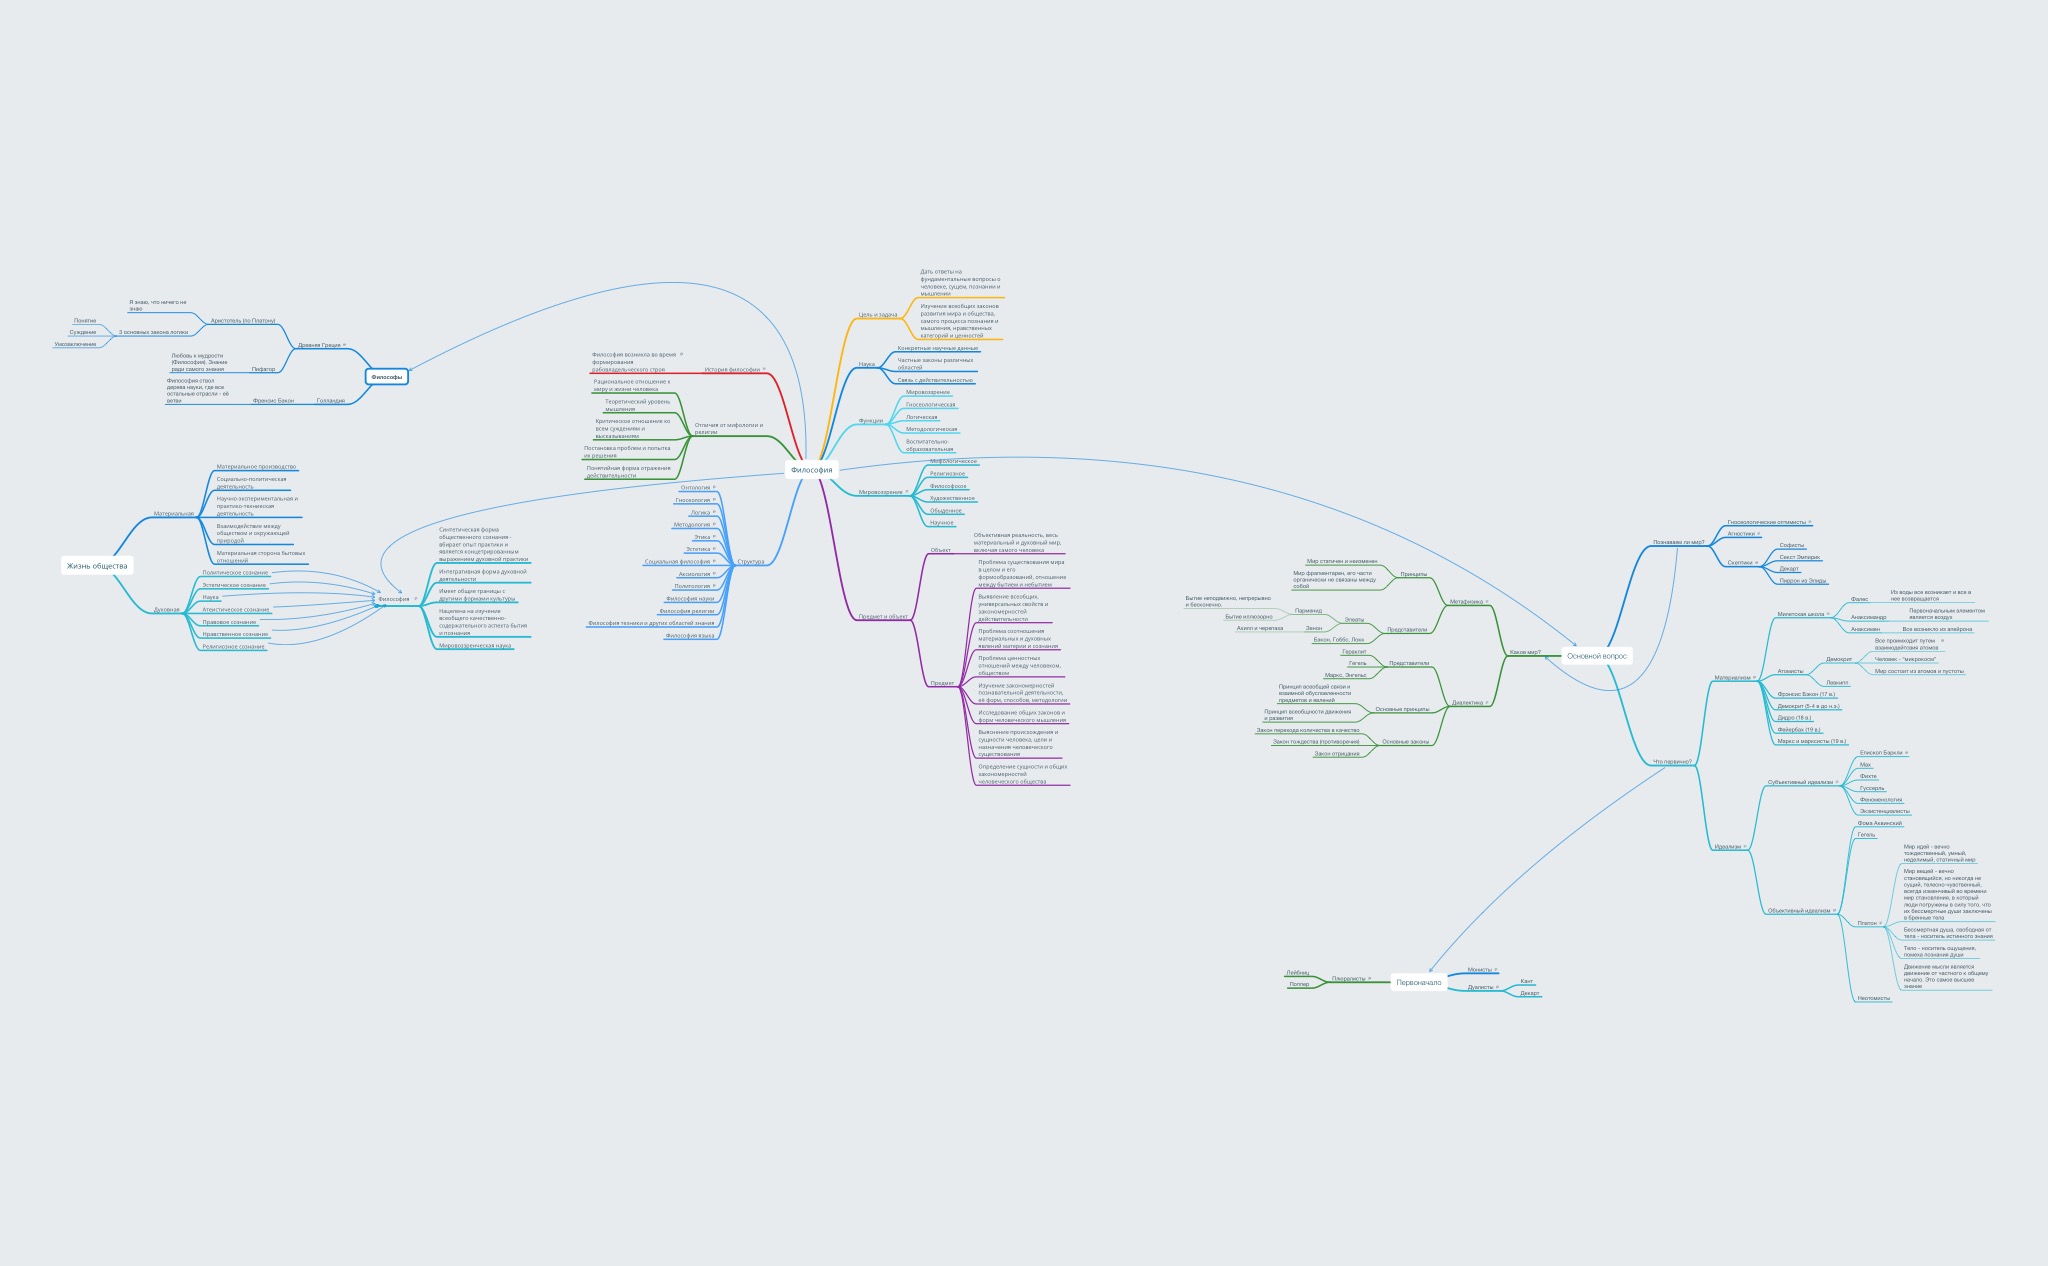 Я знаю, что ничего не
знаю
Понятие
Суждение
Умозаключение
3 основных закона логики
Аристотель (по Платону)
Древняя Греция
Любовь к мудрости
(Философия). Знание
ради самого знания
Пифагор
Философия ствол
дерева науки, где все
остальные отрасли - её
ветви
Френсис Бэкон
Голландия
Философы
Жизнь общества
Материальная
Материальное производство
Социально-политическая
деятельность
Научно-экспериментальная и
практико-техническая
деятельность
Взаимодействие между
обществом и окружающий
природой
Материальная сторона бытовых
отношений
Духовная
Политическое сознание
Эстетическое сознание
Наука
Атеистическое сознание
Правовое сознание
Нравственное сознание
Религиозное сознание
Философия
Синтетическая форма
общественного сознания -
вбирает опыт практики и
является концетрированным
выражением духовной практики
Интегративная форма духовной
деятельности
Имеет общие границы с
другими формами культуры
Нацелена на изучение
всеобщего качественно-
содержательного аспекта бытия
и познания
Мировоззренческая наука
Философия
Философия возникла во время
формирования
рабовладельческого строя
История философии
Рациональное отношение к
миру и жизни человека
Теоретический уровень
мышления
Критическое отношение ко
всем суждениям и
высказываниям
Постановка проблем и попытка
их решения
Понятийная форма отражения
действительности
Отличия от мифологии и
религии
Онтология
Гносеология
Логика
Методология
Этика
Эстетика
Социальная философия
Аксиология
Политология
Философия науки
Философия религии
Философия техники и других областей знания
Философия языка
Структура
Цель и задача
Дать ответы на
фундаментальные вопросы о
человеке, сущем, познании и
мышлении
Изучение всеобщих законов
развития мира и общества,
самого процесса познания и
мышления, нравственных
категорий и ценностей
Наука
Конкретные научные данные
Частные законы различных
областей
Связь с действительностью
Функции
Мировоззрение
Гносеологическая
Логическая
Методологическая
Воспитательно-
образовательная
Мировоззрение
Мифологическое
Религиозное
Философское
Художественное
Обыденное
Научное
Предмет и объект
Объект
Объективная реальность, весь
материальный и духовный мир,
включая самого человека
Предмет
Проблема существования мира
в целом и его
формообразований, отношение
между бытием и небытием
Выявление всеобщих,
универсальных свойств и
закономерностей
действительности
Проблема соотношения
материальных и духовных
явлений материи и сознания
Проблема ценностных
отношений между человеком,
обществом
Изучение закономерностей
познавательной деятельности,
её форм, способов, методологии
Исследование общих законов и
форм человеческого мышления
Выяснение происхождения и
сущности человека, цели и
назначения человеческого
существования
Определение сущности и общих
закономерностей
человеческого общества
Основной вопрос
Каков мир?
Метафизика
Принципы
Мир статичен и неизменен
Мир фрагментарен, его части
органически не связаны между
собой
Представители
Элеаты
Парменид
Бытие неподвижно, непрерывно
и бесконечно.
Бытие иллюзорно
Зенон
Ахилл и черепаха
Бэкон, Гоббс, Локк
Диалектика
Представители
Гераклит
Гегель
Маркс, Энгельс
Основные принципы
Принцип всеобщей связи и
взаимной обусловленности
предметов и явлений
Принцип всеобщности движения
и развития
Основные законы
Закон перехода количества в качество
Закон тождества (противоречия)
Закон отрицания
Познаваем ли мир?
Гносеологические оптимисты
Агностики
Скептики
Софисты
Секст Эмпирик
Декарт
Пиррон из Элиды
Что первично?
Материализм
Милетская школа
Фалес
Из воды все возникает и все в
нее возвращается
Анаксимандр
Первоначальным элементом
является воздух
Анаксимен
Все возникло из апейрона
Атомисты
Демокрит
Все происходит путем
взаимодействия атомов
Человек - "микрокосм"
Мир состоит из атомов и пустоты
Левкипп
Фрэнсис Бэкон (17 в.)
Демокрит (5-4 в до н.э.)
Дидро (18 в.)
Фейербах (19 в.)
Маркс и марксисты (19 в.)
Идеализм
Субъективный идеализм
Епископ Баркли
Мах
Фихте
Гуссерль
Феноменология
Экзистенциалисты
Объективный идеализм
Фома Аквинский
Гегель
Платон
Мир идей - вечно
тождественный, умный,
неделимый, статичный мир
Мир вещей - вечно
становящийся, но никогда не
сущий, телесно-чувственный,
всегда изменчивый во времени
мир становления, в который
люди погружены в силу того, что
их бессмертные души заключены
в бренные тела
Бессмертная душа, свободная от
тела - носитель истинного знания
Тело - носитель ощущения,
помеха познания души
Движение мысли является
движение от частного к общему
начало. Это самое высшее
знание
Неотомисты
Первоначало
Плюралисты
Лейбниц
Поппер
Монисты
Дуалисты
Кант
Декарт